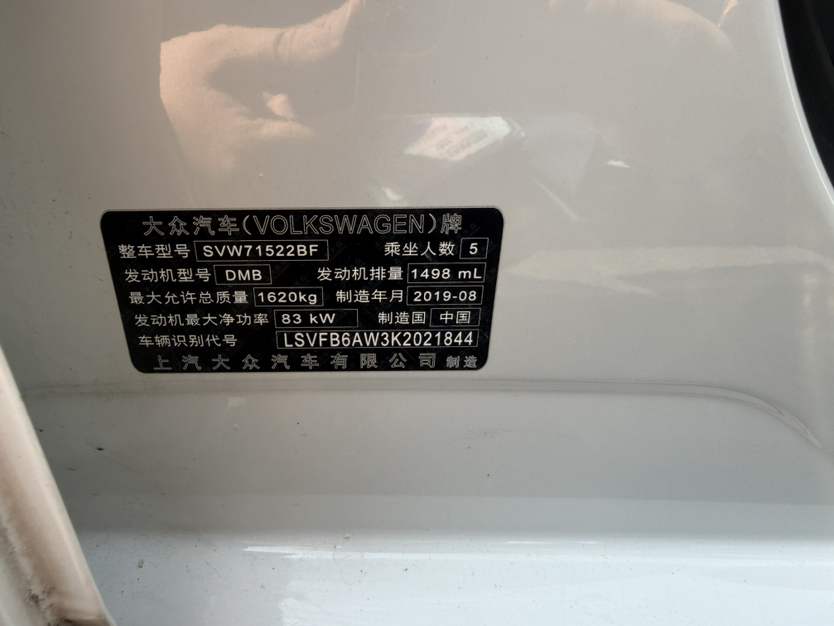 大众汽车(VOLKSWAGEN)牌
整车型号 SVW71522BF 乘坐人数 5
发动机型号 DMB 发动机排量 1498 mL
最大允许总质量 1620kg 制造年月 2019-08
发动机最大净功率 83 kW 制造国 中国
车辆识别代号 LSVFB6AW3K2021844
上汽大众汽车有限公司 制造